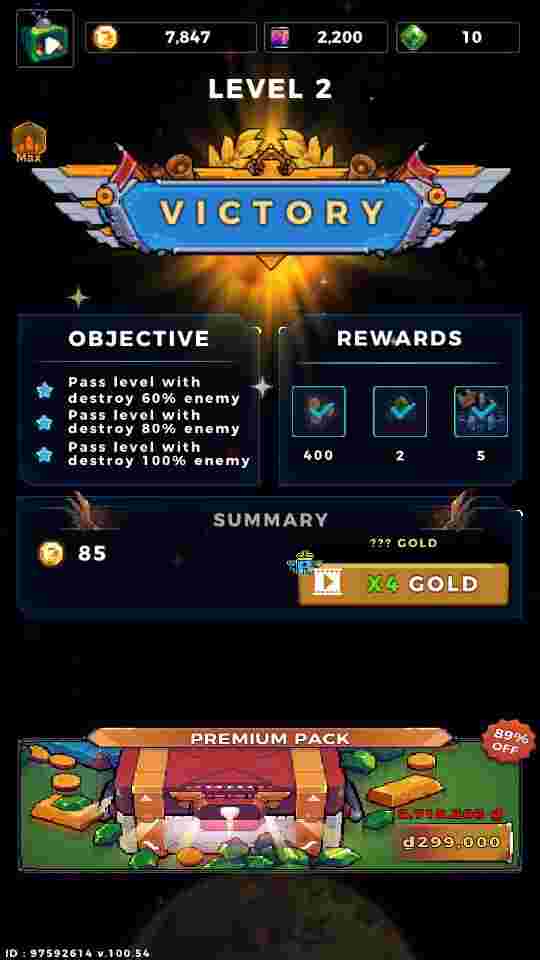 7,847
2,200
10
LEVEL 2
Max
VICTORY
OBJECTIVE
Pass level with
destroy 60% enemy
Pass level with
destroy 80% enemy
Pass level with
destroy 100% enemy
REWARDS
400
2
5
SUMMARY
85
??? GOLD
X4 GOLD
PREMIUM PACK
89%
OFF
₫299,000
ID : 97592614 v.100.54